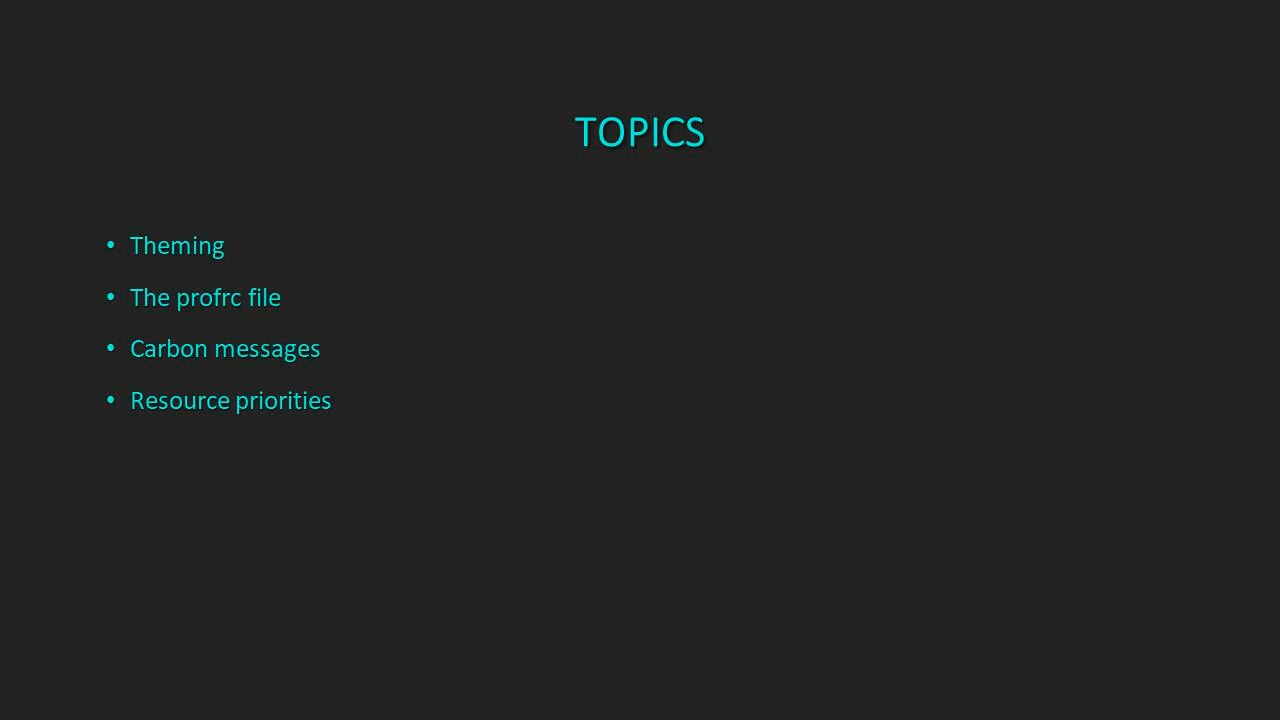 TOPICS
• Theming
• The profrc file
• Carbon messages
• Resource priorities